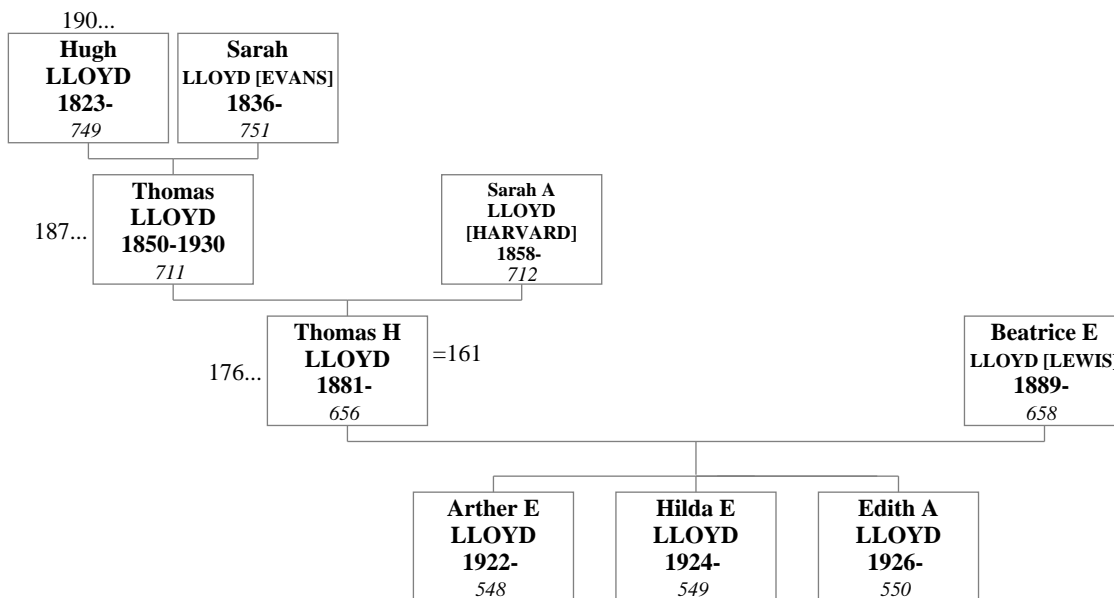 190...
Hugh
LLOYD
1823-
749
Sarah
LLOYD [EVANS]
1836-
751
187...
Thomas
LLOYD
1850-1930
711
Sarah A
LLOYD
[HARVARD]
1858-
712
176...
Thomas H
LLOYD
1881-
656
=161
Beatrice E
LLOYD [LEWIS]
1889-
658
Arther E
LLOYD
1922-
548
Hilda E
LLOYD
1924-
549
Edith A
LLOYD
1926-
550